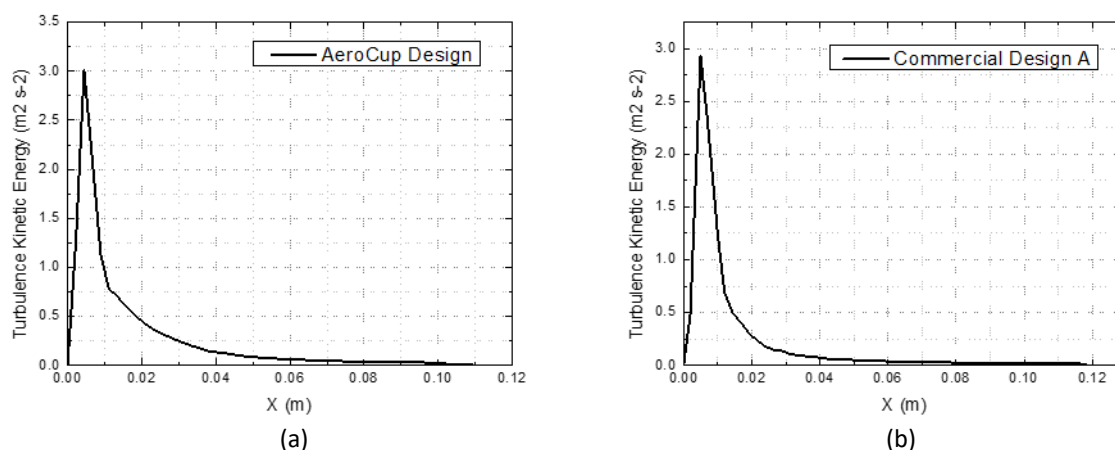 3.5
3.0
2.5
2.0
1.5
1.0
0.5
0.0
Turbulence Kinetic Energy (m2 s-2)
AeroCup Design
0.00 0.02 0.04 0.06 0.08 0.10 0.12
X (m)
(a)
3.0
2.5
2.0
1.5
1.0
0.5
0.0
Turbulence Kinetic Energy (m2 s-2)
Commercial Design A
0.00 0.02 0.04 0.06 0.08 0.10 0.12
X (m)
(b)